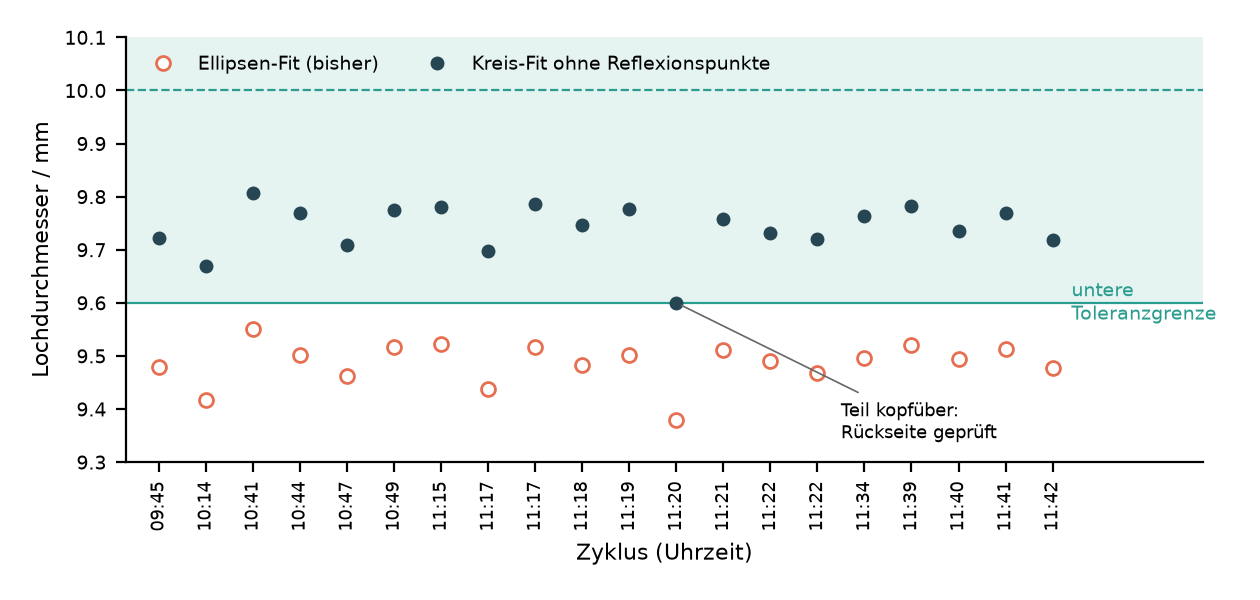 10.1
Ellipsen-Fit (bisher) Kreis-Fit ohne Reflexionspunkte
10.0
9.9
9.8
9.7
9.6
9.5
9.4
9.3
Lochdurchmesser / mm
untere
Toleranzgrenze
Teil kopfüber:
Rückseite geprüft
09:45 10:14 10:41 10:44 10:47 10:49 11:15 11:17 11:17 11:18 11:19 11:20 11:21 11:22 11:22 11:34 11:39 11:40 11:41 11:42
Zyklus (Uhrzeit)